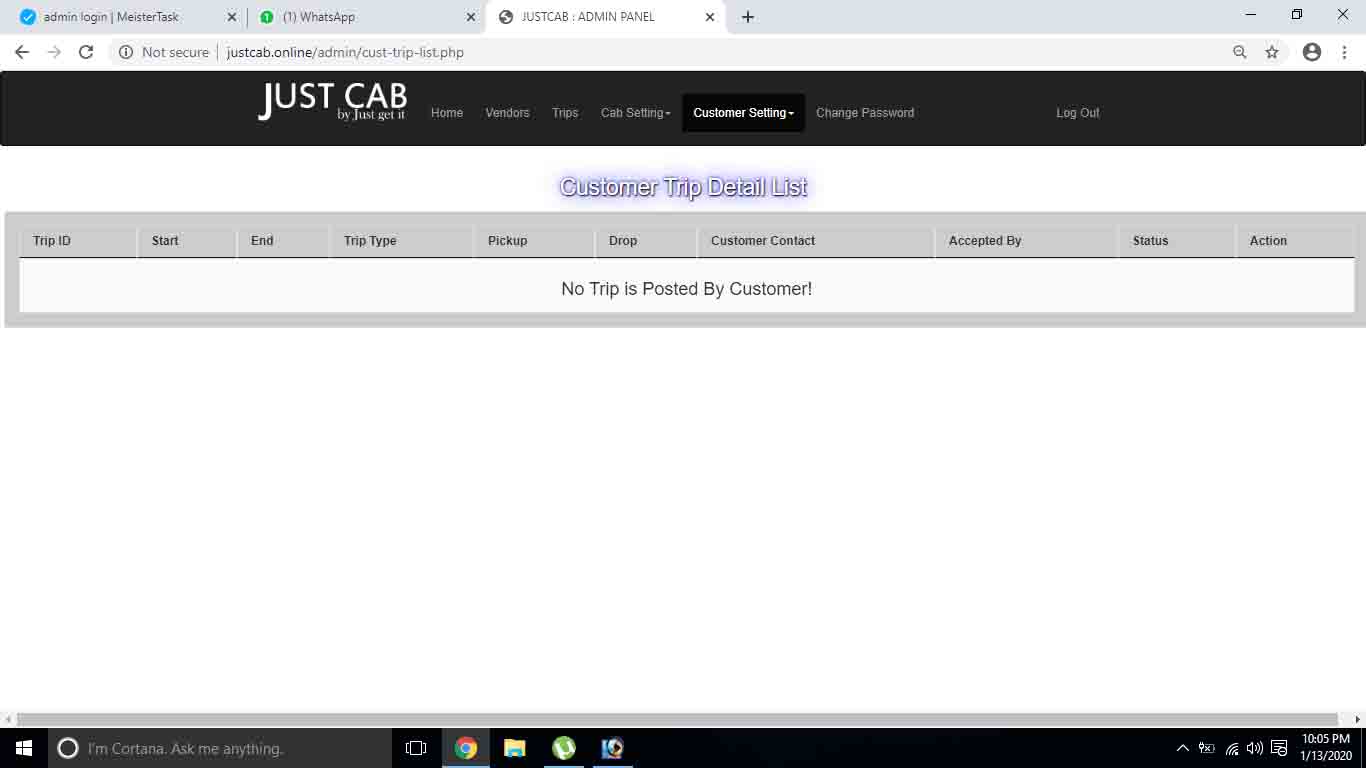 admin login | MeisterTask
(1) WhatsApp
JUSTCAB : ADMIN PANEL
Not secure | justcab.online/admin/cust-trip-list.php
JUST CAB
by Just get it
Home Vendors Trips Cab Setting Customer Setting Change Password Log Out
Customer Trip Detail List
Trip ID Start End Trip Type Pickup Drop Customer Contact Accepted By Status Action
No Trip is Posted By Customer!
I'm Cortana. Ask me anything.
10:05 PM
1/13/2020